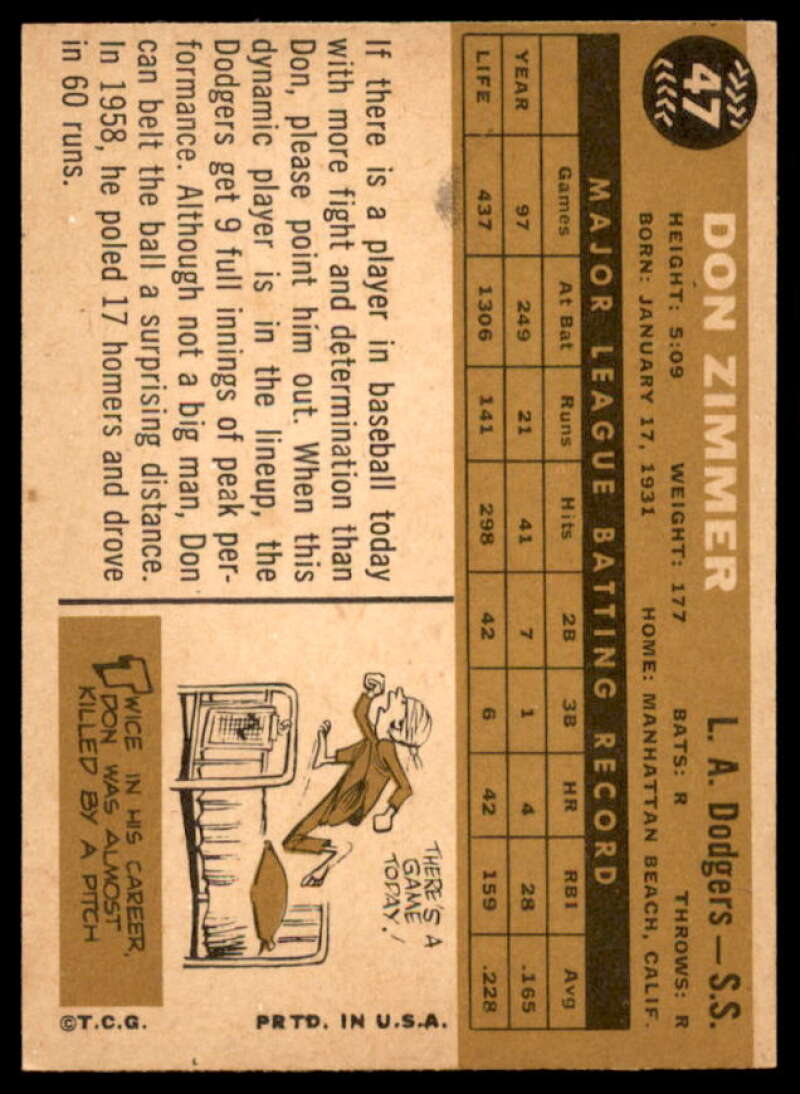 47
DON ZIMMER
L. A. Dodgers — S.S.
HEIGHT: 5:09 WEIGHT: 177 BATS: R THROWS: R
BORN: JANUARY 17, 1931 HOME: MANHATTAN BEACH, CALIF.
MAJOR LEAGUE BATTING RECORD
Games At Bat Runs Hits 2B 3B HR RBI Avg
YEAR 97 249 21 41 7 1 4 28 .165
LIFE 437 1306 141 298 42 6 42 159 .228
If there is a player in baseball today
with more fight and determination than
Don, please point him out. When this
dynamic player is in the lineup, the
Dodgers get 9 full innings of peak per-
formance. Although not a big man, Don
can belt the ball a surprising distance.
In 1958, he poled 17 homers and drove
in 60 runs.
THERE'S A
GAME
TODAY!
TWICE IN HIS CAREER,
DON WAS ALMOST
KILLED BY A PITCH
©T.C.G. PRTD. IN U.S.A.